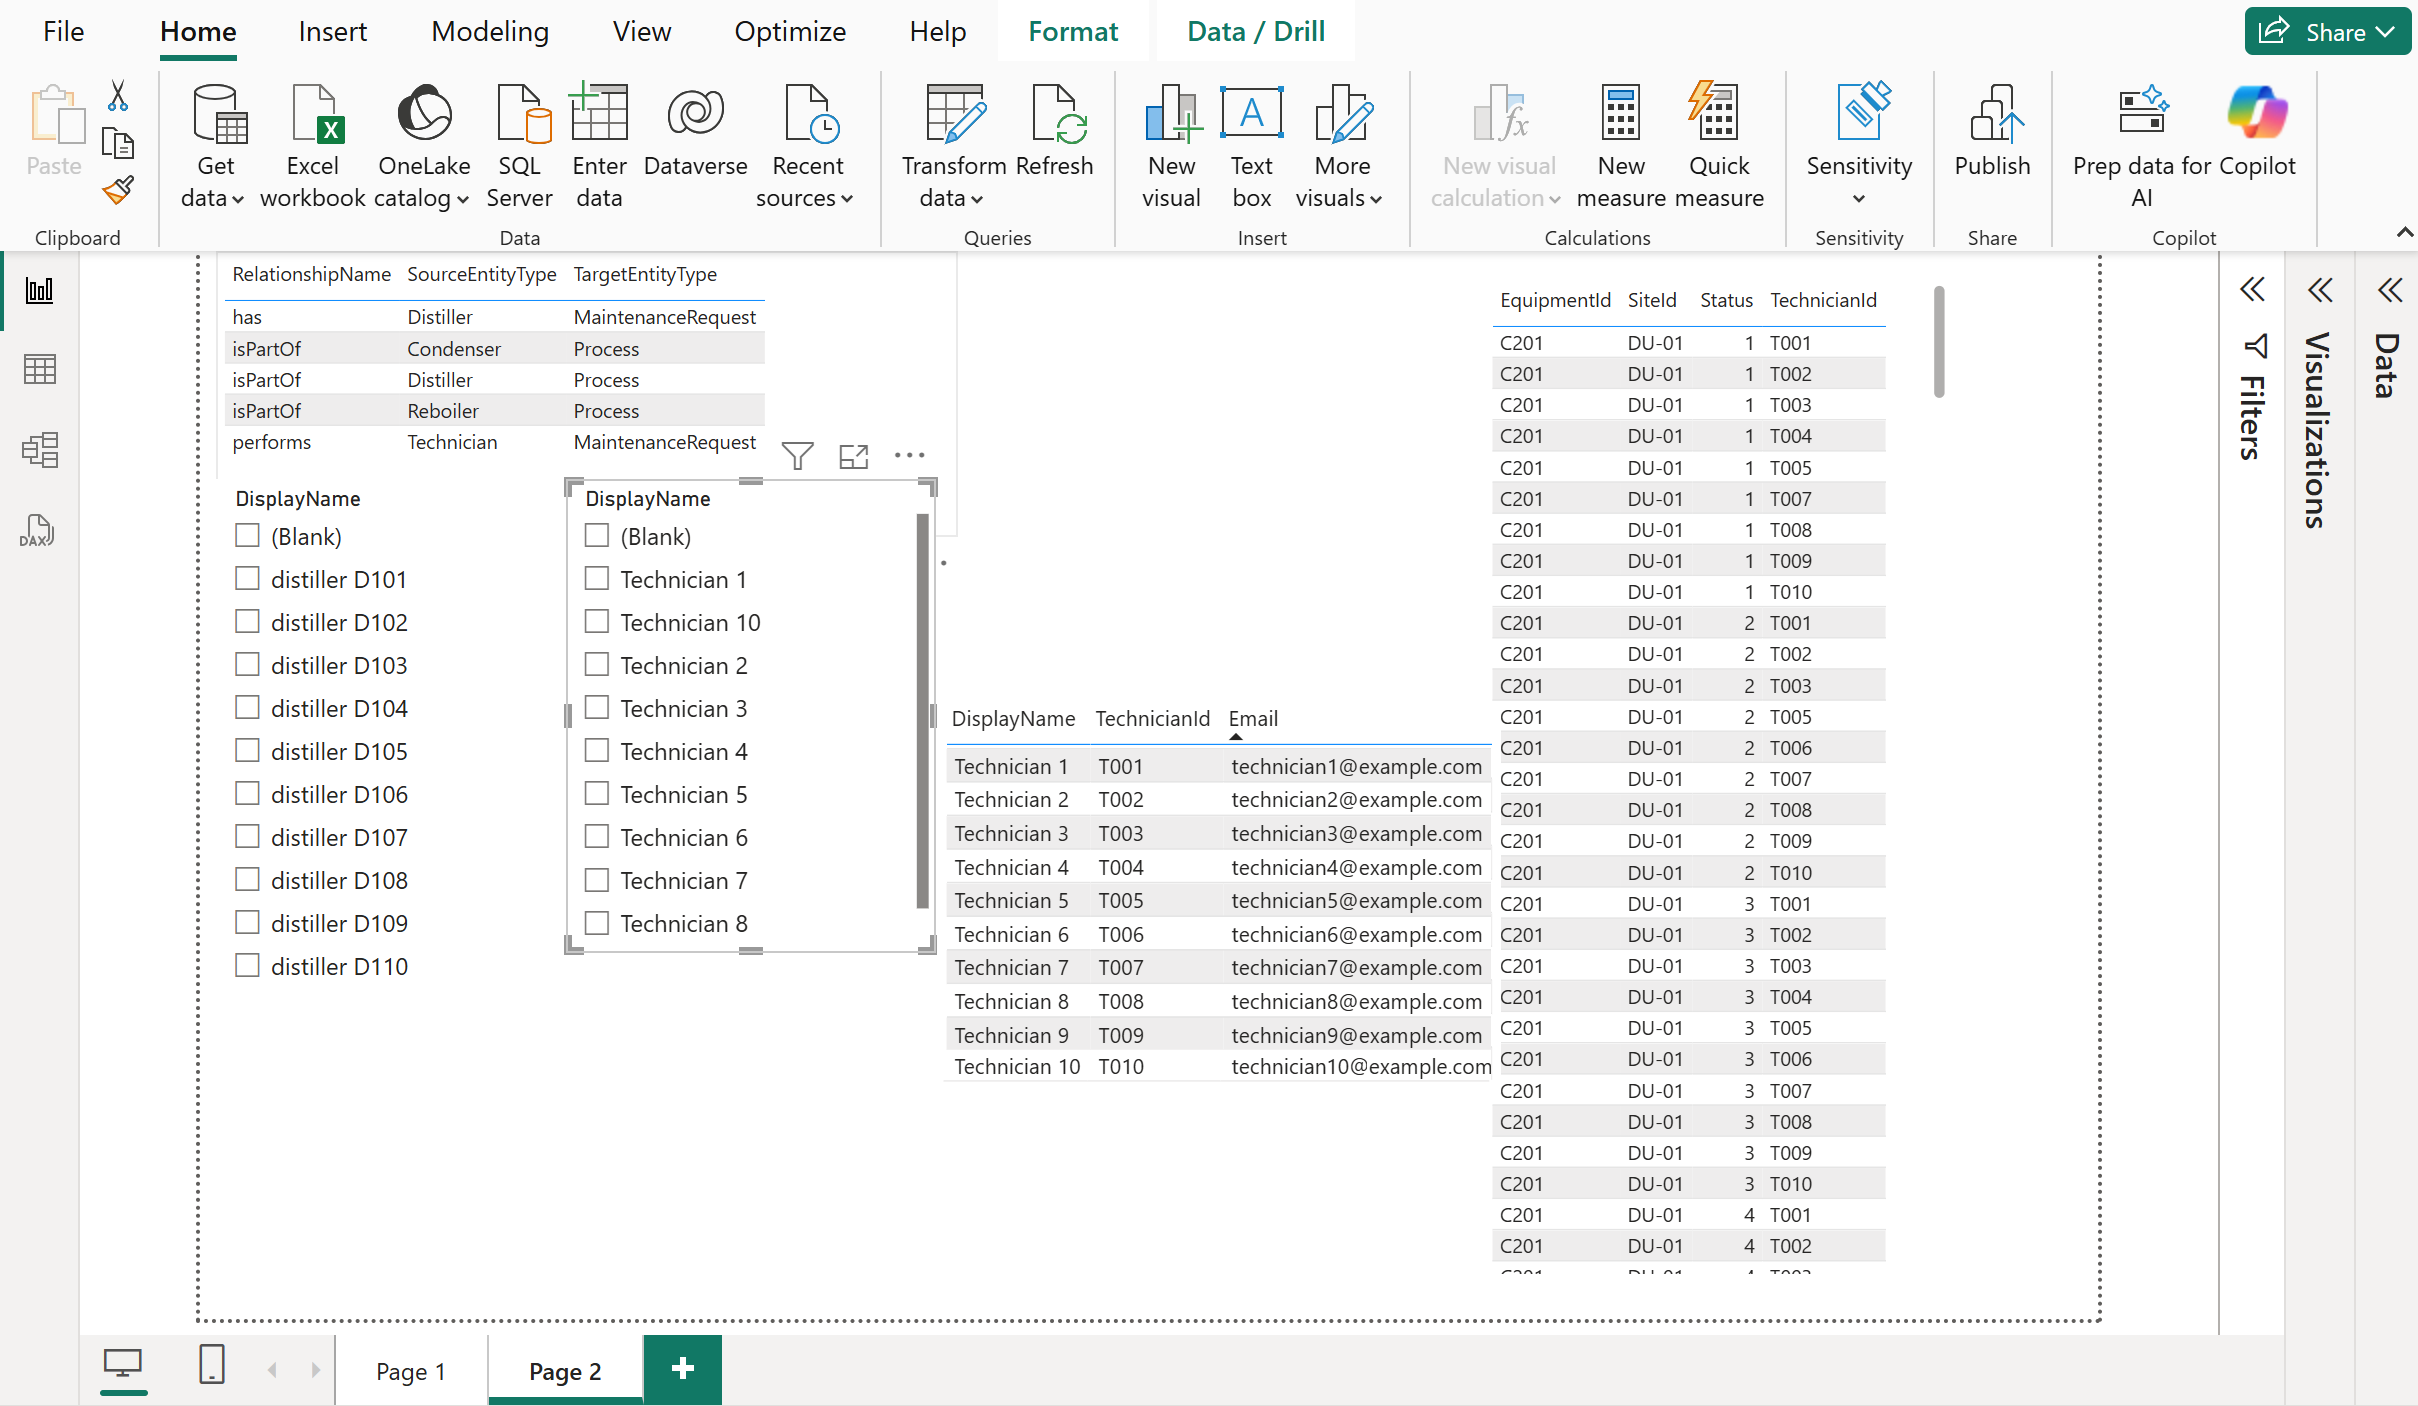 File Home Insert Modeling View Optimize Help Format Data / Drill Share
Paste
Get data
Excel workbook
OneLake catalog
SQL Server
Enter data
Dataverse
Recent sources
Transform data
Refresh
New visual
Text box
More visuals
New visual calculation
New measure
Quick measure
Sensitivity
Publish
Prep data for AI
Copilot
Clipboard Data Queries Insert Calculations Sensitivity Share Copilot
RelationshipName SourceEntityType TargetEntityType
has Distiller MaintenanceRequest
isPartOf Condenser Process
isPartOf Distiller Process
isPartOf Reboiler Process
performs Technician MaintenanceRequest
DisplayName
(Blank)
distiller D101
distiller D102
distiller D103
distiller D104
distiller D105
distiller D106
distiller D107
distiller D108
distiller D109
distiller D110
DisplayName
(Blank)
Technician 1
Technician 10
Technician 2
Technician 3
Technician 4
Technician 5
Technician 6
Technician 7
Technician 8
DisplayName TechnicianId Email
Technician 1 T001 technician1@example.com
Technician 2 T002 technician2@example.com
Technician 3 T003 technician3@example.com
Technician 4 T004 technician4@example.com
Technician 5 T005 technician5@example.com
Technician 6 T006 technician6@example.com
Technician 7 T007 technician7@example.com
Technician 8 T008 technician8@example.com
Technician 9 T009 technician9@example.com
Technician 10 T010 technician10@example.com
EquipmentId SiteId Status TechnicianId
C201 DU-01 1 T001
C201 DU-01 1 T002
C201 DU-01 1 T003
C201 DU-01 1 T004
C201 DU-01 1 T005
C201 DU-01 1 T007
C201 DU-01 1 T008
C201 DU-01 1 T009
C201 DU-01 1 T010
C201 DU-01 2 T001
C201 DU-01 2 T002
C201 DU-01 2 T003
C201 DU-01 2 T005
C201 DU-01 2 T006
C201 DU-01 2 T007
C201 DU-01 2 T008
C201 DU-01 2 T009
C201 DU-01 2 T010
C201 DU-01 3 T001
C201 DU-01 3 T002
C201 DU-01 3 T003
C201 DU-01 3 T004
C201 DU-01 3 T005
C201 DU-01 3 T006
C201 DU-01 3 T007
C201 DU-01 3 T008
C201 DU-01 3 T009
C201 DU-01 3 T010
C201 DU-01 4 T001
C201 DU-01 4 T002
Filters
Visualizations
Data
DAX
Page 1
Page 2